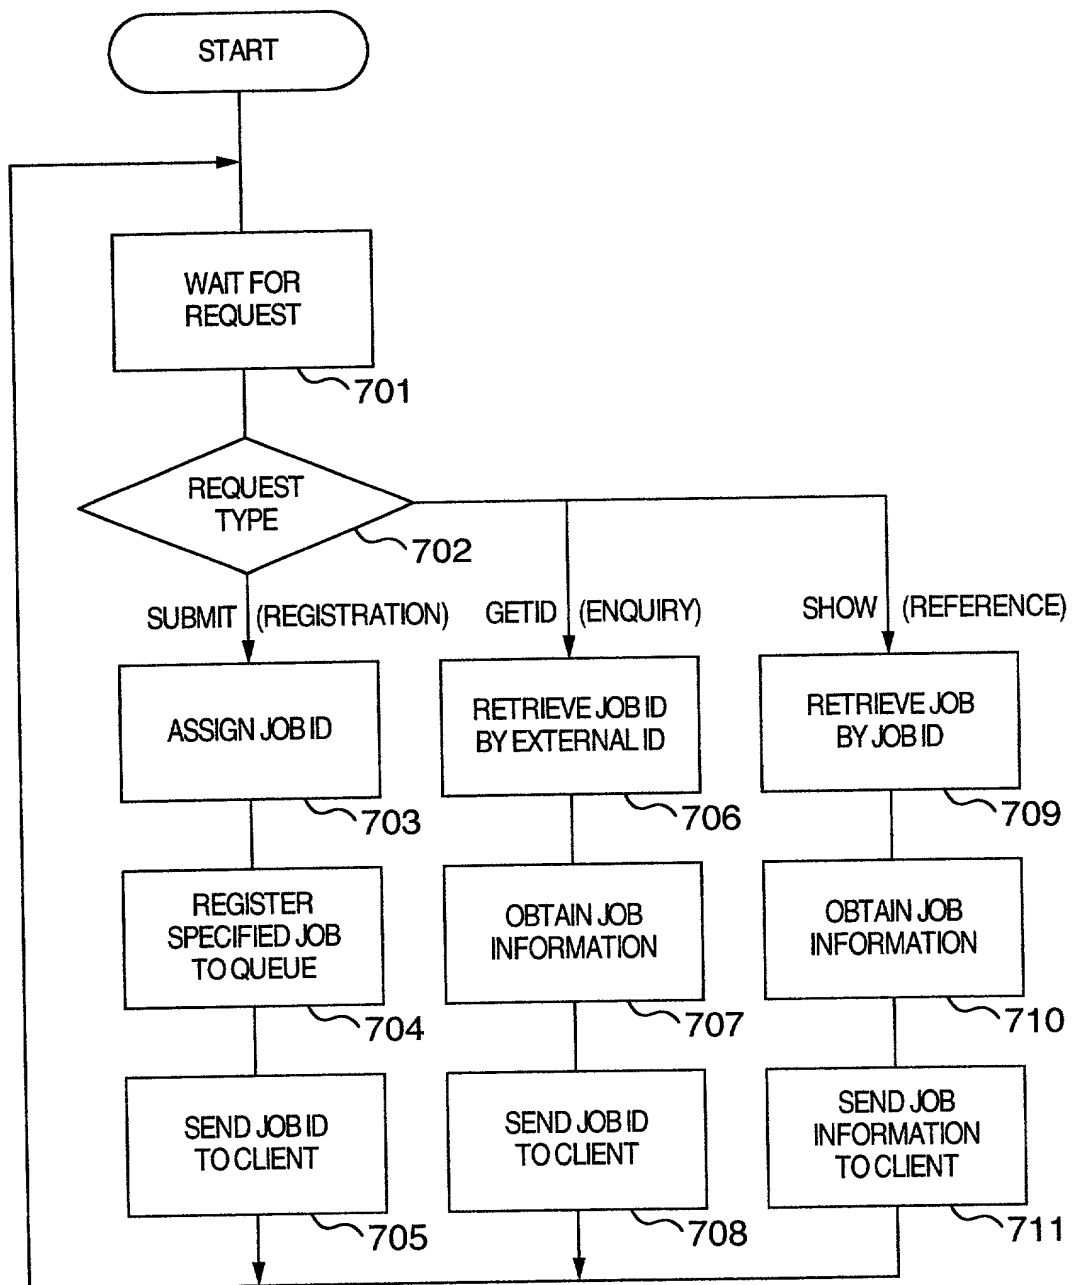 START
WAIT FOR
REQUEST
701
REQUEST
TYPE
702
SUBMIT (REGISTRATION)
GETID (ENQUIRY)
SHOW (REFERENCE)
ASSIGN JOB ID
703
RETRIEVE JOB ID
BY EXTERNAL ID
706
RETRIEVE JOB
BY JOB ID
709
REGISTER
SPECIFIED JOB
TO QUEUE
704
OBTAIN JOB
INFORMATION
707
OBTAIN JOB
INFORMATION
710
SEND JOB ID
TO CLIENT
705
SEND JOB ID
TO CLIENT
708
SEND JOB
INFORMATION
TO CLIENT
711